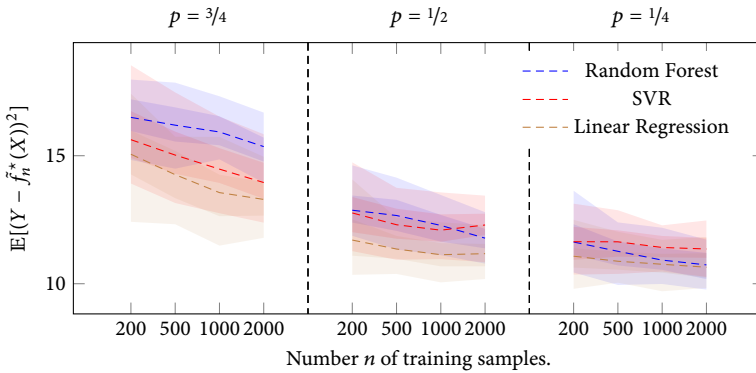 p = 3/4
p = 1/2
p = 1/4
𝔼[(Y − f̃ₙ⋆(X))²]
15
10
Random Forest
SVR
Linear Regression
200 500 1000 2000 200 500 1000 2000 200 500 1000 2000
Number n of training samples.